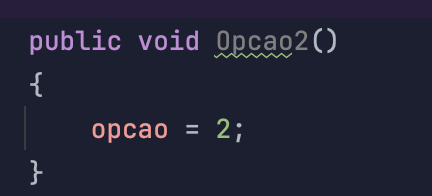 public void Opcao2()
{
    opcao = 2;
}